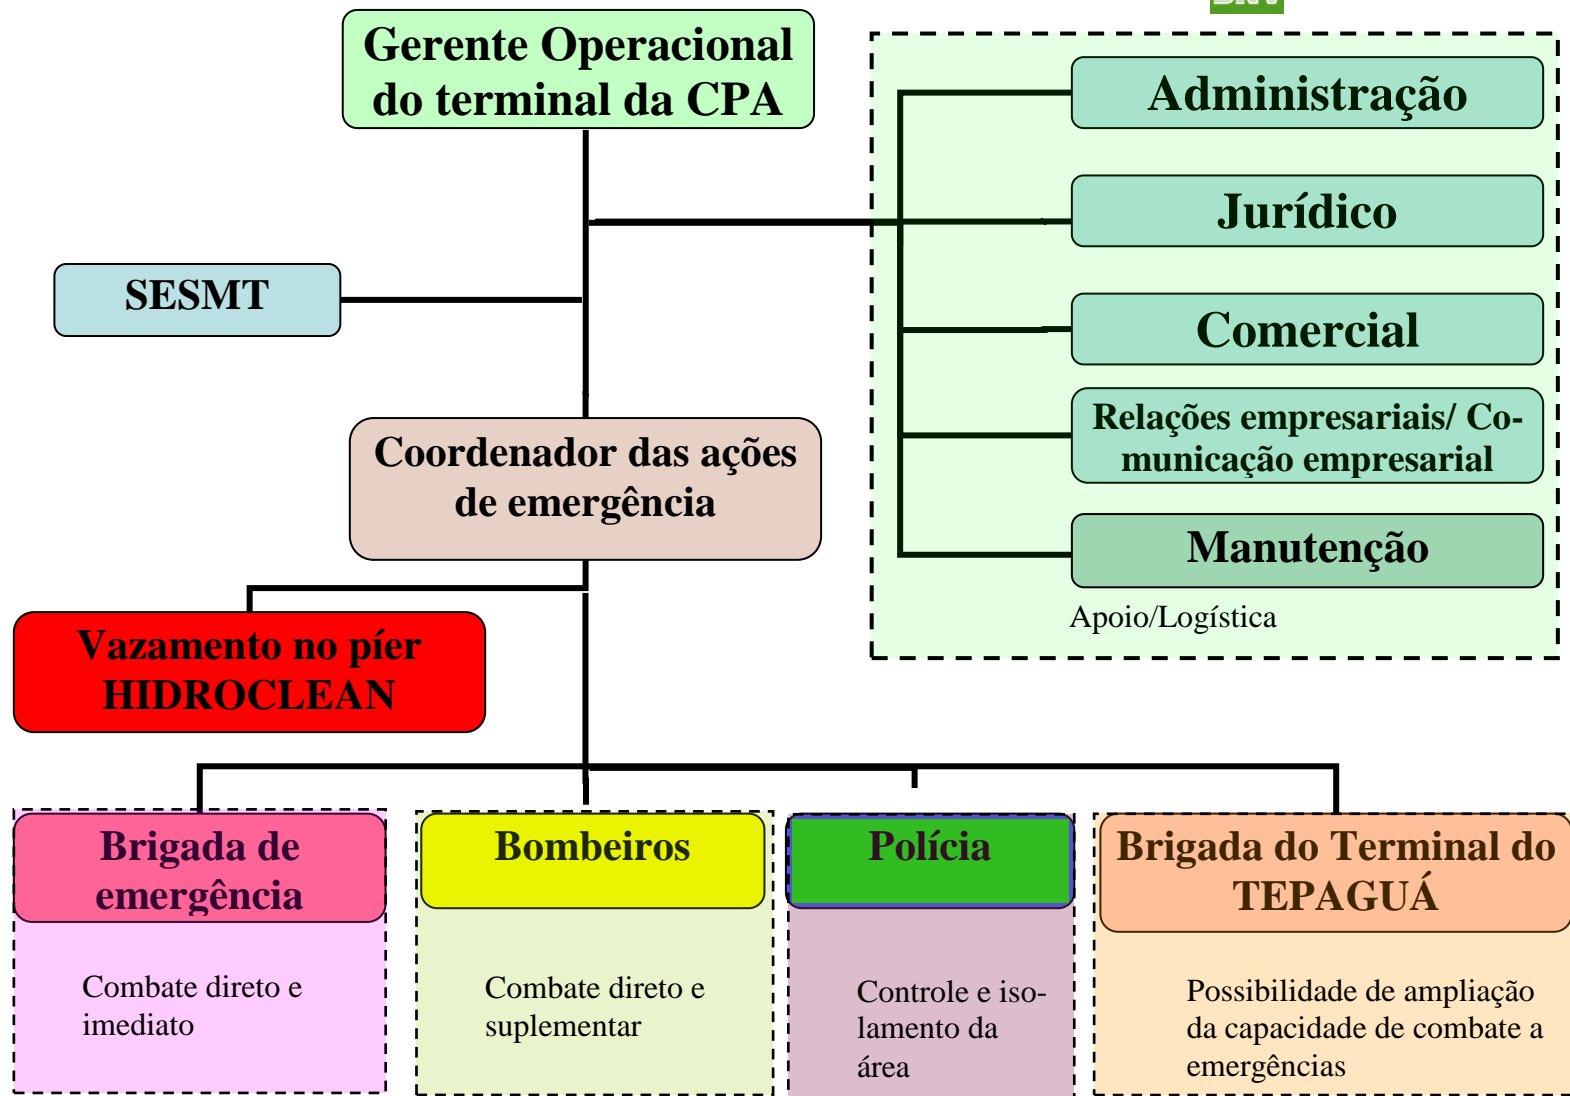 Gerente Operacional
do terminal da CPA
Administração
Jurídico
SESMT
Comercial
Relações empresariais/ Co-
municação empresarial
Coordenador das ações
de emergência
Manutenção
Apoio/Logística
Vazamento no píer
HIDROCLEAN
Brigada de
emergência
Combate direto e
imediato
Bombeiros
Combate direto e
suplementar
Polícia
Controle e iso-
lamento da
área
Brigada do Terminal do
TEPAGUÁ
Possibilidade de ampliação
da capacidade de combate a
emergências